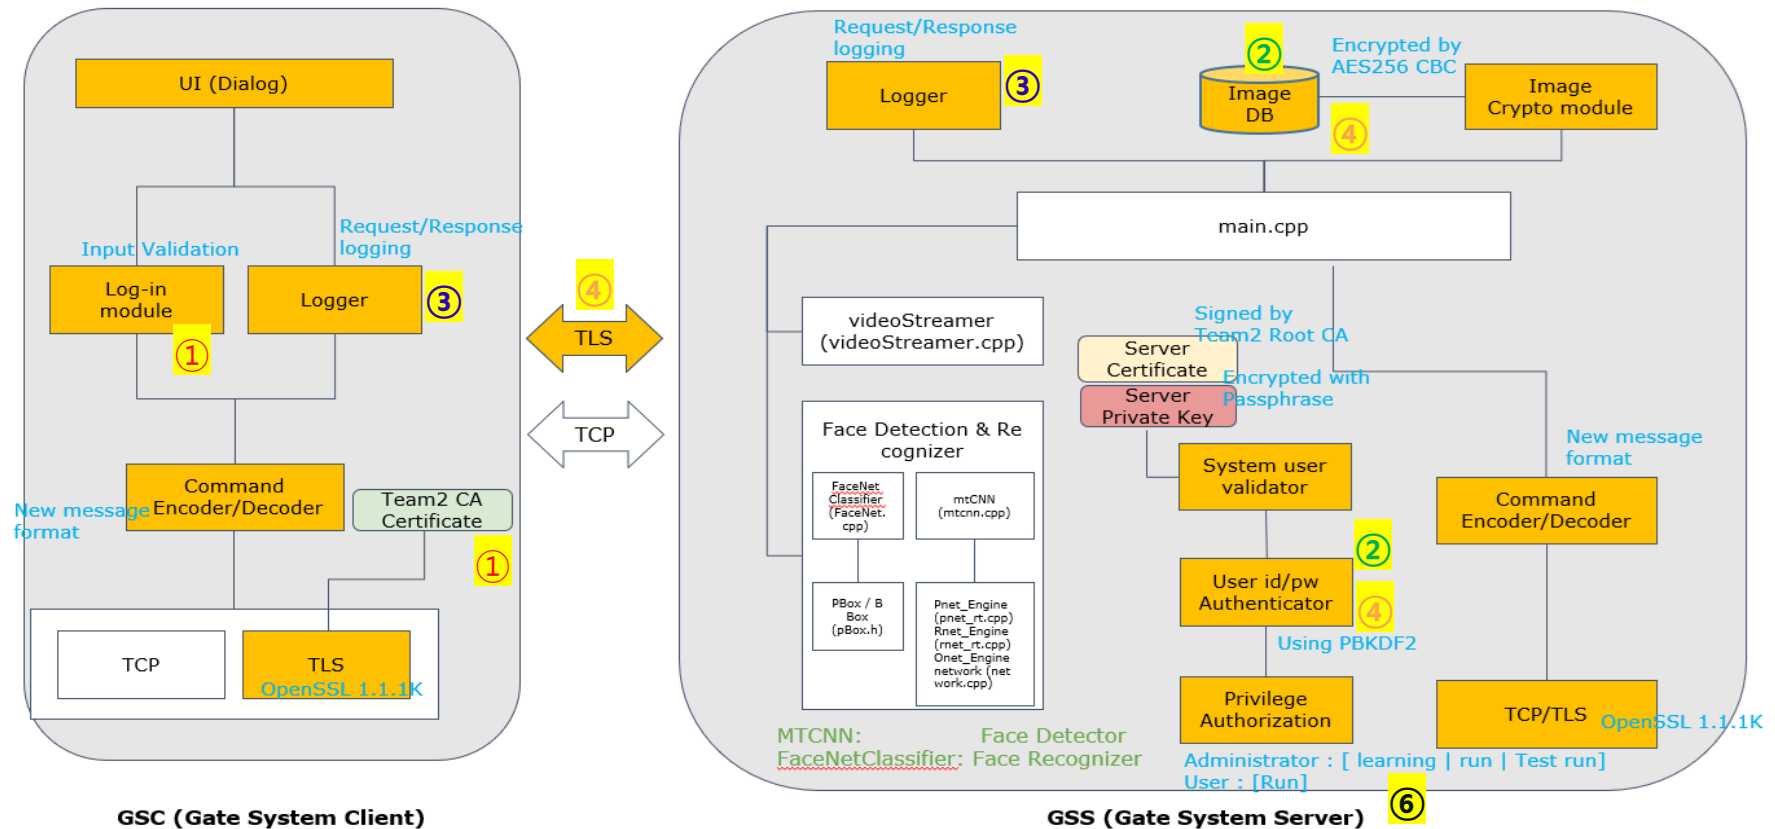 UI (Dialog)
Input Validation
Request/Response
logging
Log-in
module
①
Logger
③
Command
Encoder/Decoder
New message
format
Team2 CA
Certificate
①
TCP
TLS
OpenSSL 1.1.1K
GSC (Gate System Client)
④
TLS
TCP
Request/Response
logging
Logger
③
②
Image
DB
Encrypted by
AES256 CBC
④
Image
Crypto module
main.cpp
videoStreamer
(videoStreamer.cpp)
Face Detection & Re
cognizer
FaceNet
Classifier
(FaceNet.
cpp)
mtCNN
(mtcnn.cpp)
PBox / B
Box
(pBox.h)
Pnet_Engine
(pnet_rt.cpp)
Rnet_Engine
(rnet_rt.cpp)
Onet_Engine
network (net
work.cpp)
MTCNN: Face Detector
FaceNetClassifier: Face Recognizer
Signed by
Team2 Root CA
Server
Certificate
Encrypted with
Passphrase
Server
Private Key
System user
validator
②
User id/pw
Authenticator
④
Using PBKDF2
Privilege
Authorization
Administrator : [ learning | run | Test run]
User : [Run]
⑥
New message
format
Command
Encoder/Decoder
TCP/TLS
OpenSSL 1.1.1K
GSS (Gate System Server)